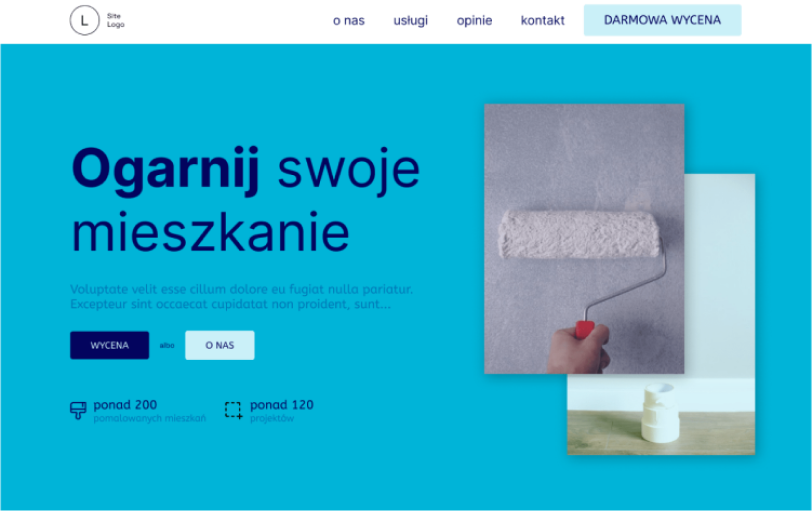 L
Site
Logo
o nas
usługi
opinie
kontakt
DARMOWA WYCENA
Ogarnij swoje
mieszkanie
Voluptate velit esse cillum dolore eu fugiat nulla pariatur.
Excepteur sint occaecat cupidatat non proident, sunt...
WYCENA
albo
O NAS
ponad 200
pomalowanych mieszkań
ponad 120
projektów